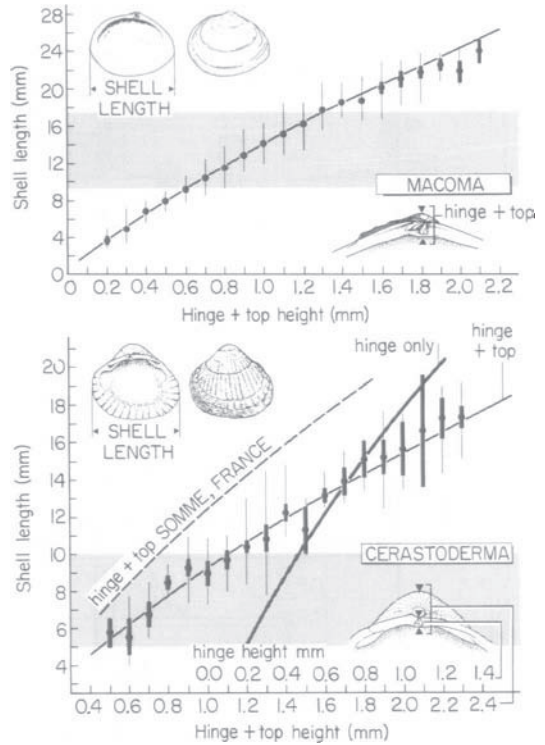 28
24
20
16
12
8
4
0
Shell length (mm)
SHELL
LENGTH
MACOMA
hinge + top
0.0 0.2 0.4 0.6 0.8 1.0 1.2 1.4 1.6 1.8 2.0 2.2
Hinge + top height (mm)
hinge only
hinge
+ top
20
18
16
14
12
10
8
6
4
Shell length (mm)
SHELL
LENGTH
hinge + top SOMME, FRANCE
CERASTODERMA
hinge height mm
0.0 0.2 0.4 0.6 0.8 1.0 1.2 1.4
0.4 0.6 0.8 1.0 1.2 1.4 1.6 1.8 2.0 2.2 2.4 2.6
Hinge + top height (mm)